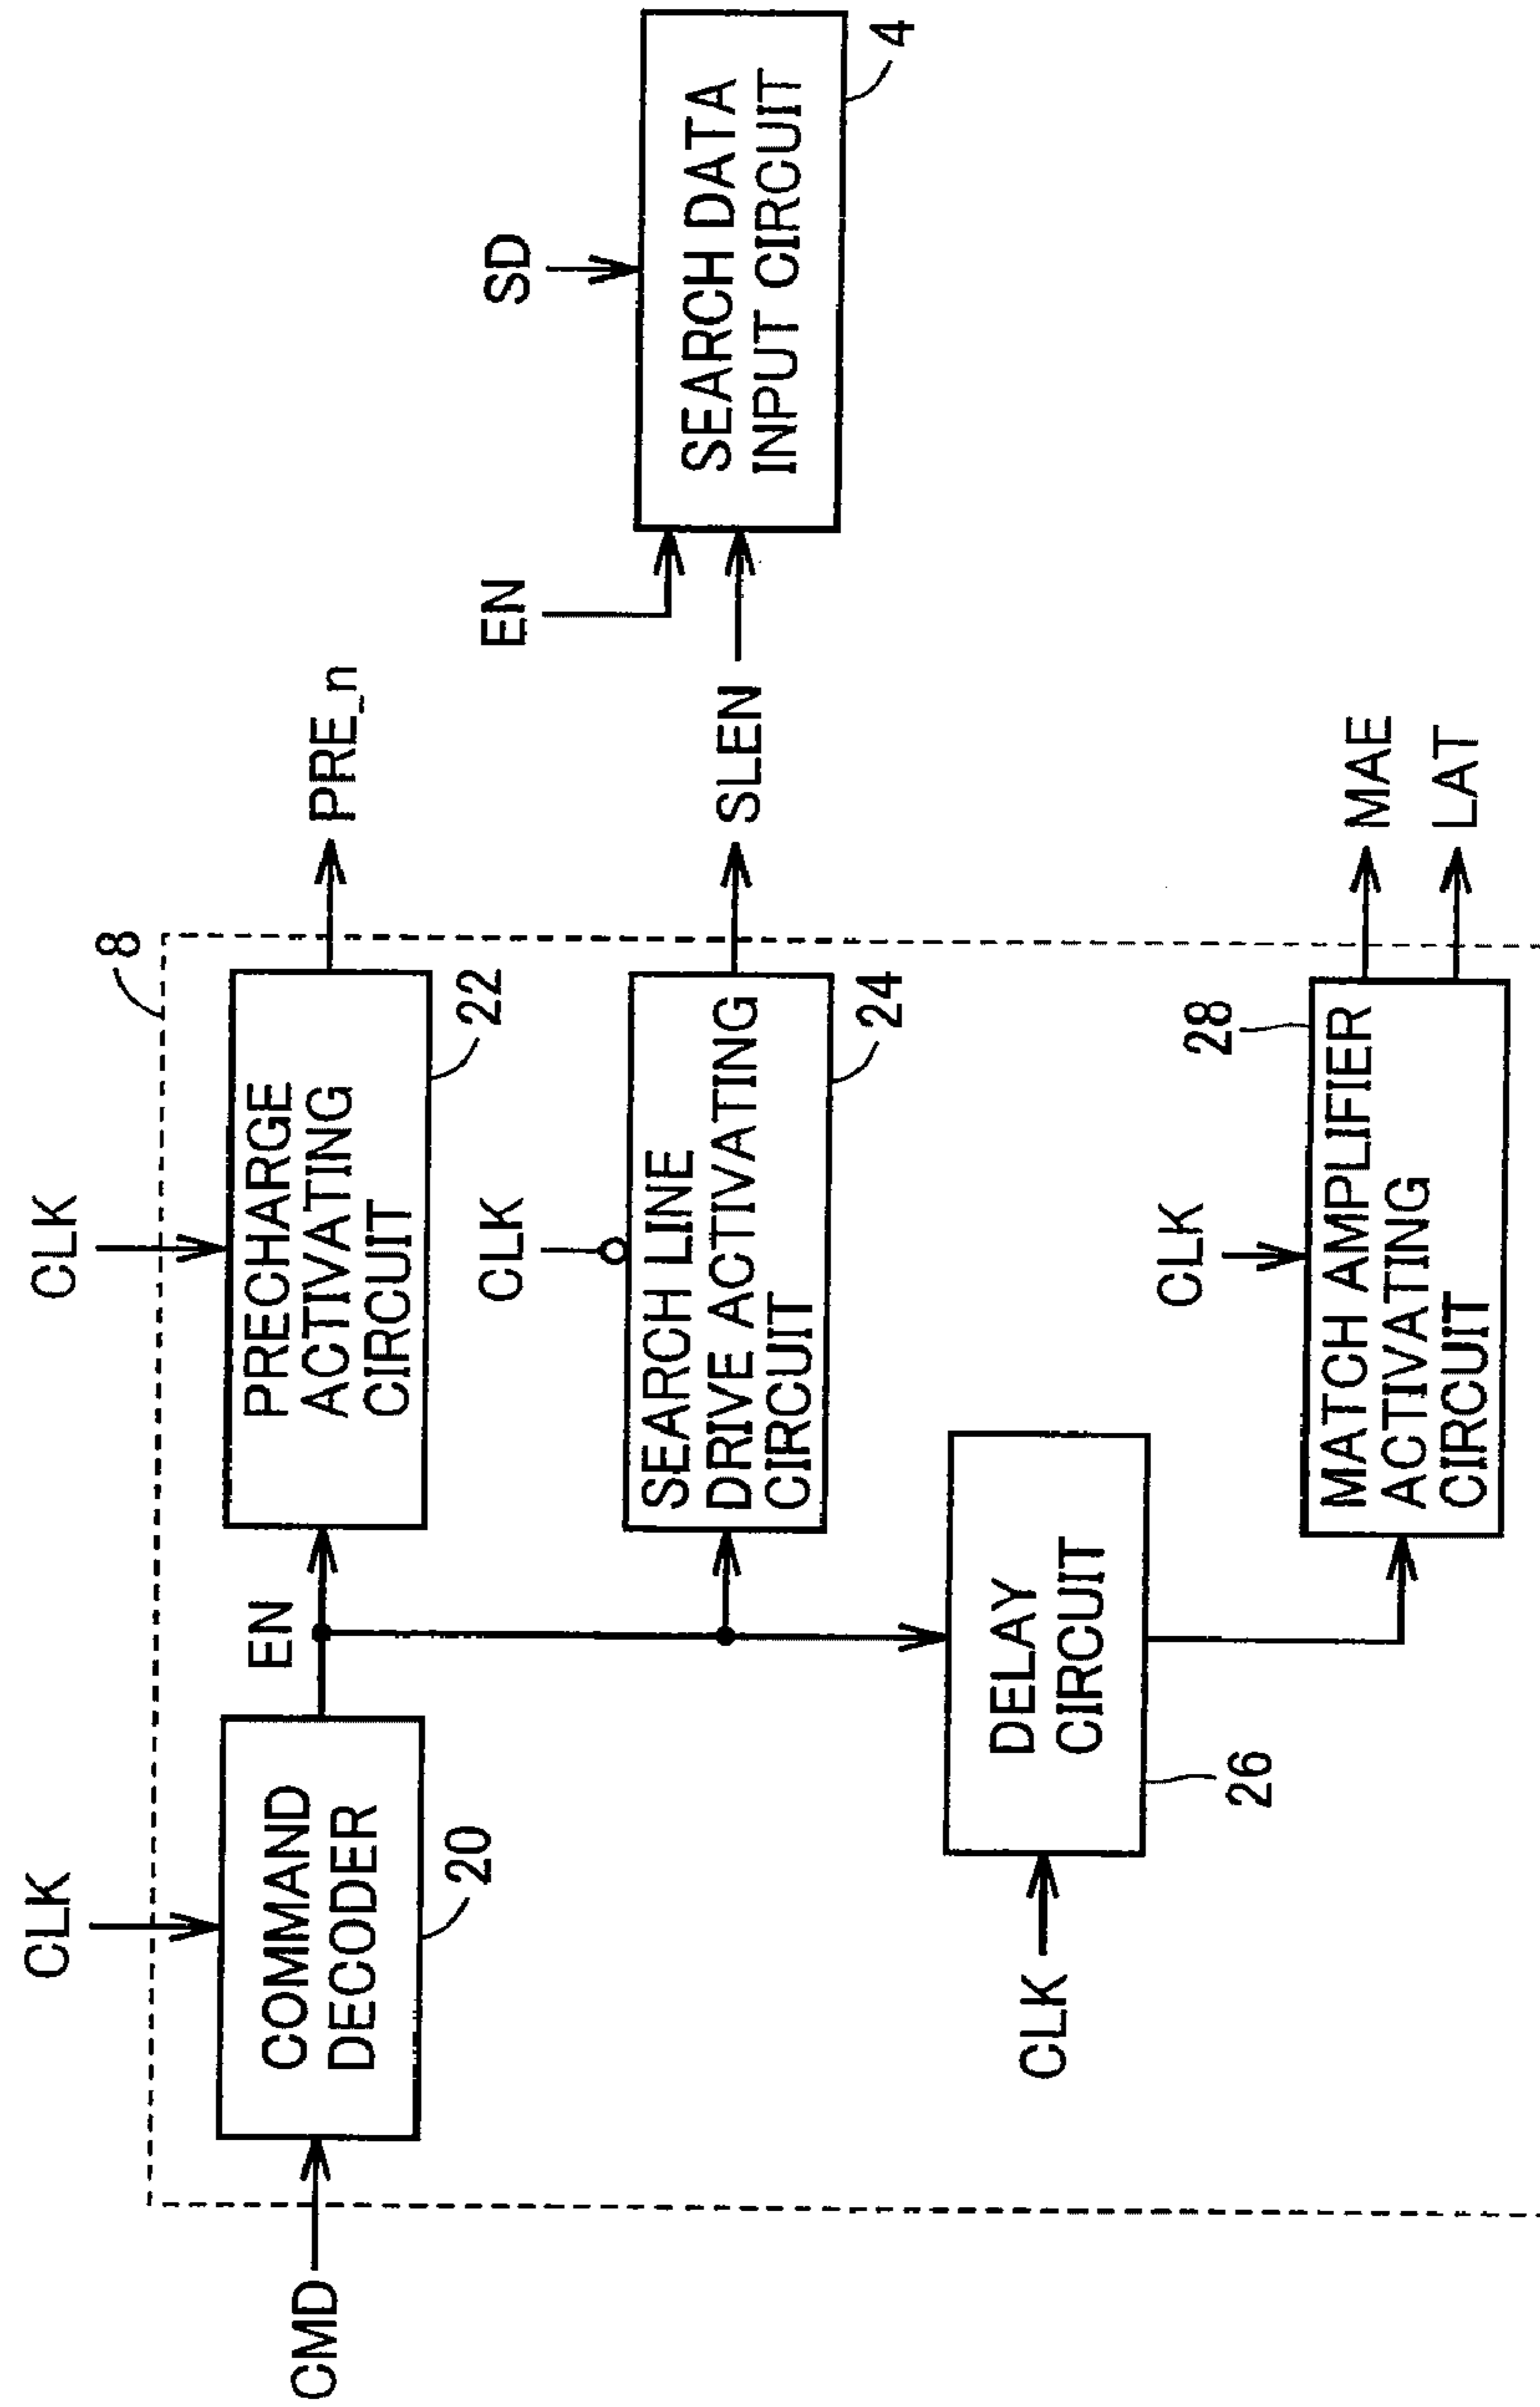 CLK
CLK
8
CMD
COMMAND
DECODER
20
EN
PRECHARGE
ACTIVATING
CIRCUIT
22
PRE_n
CLK
SEARCH LINE
DRIVE ACTIVATING
CIRCUIT
24
SLEN
EN
SD
SEARCH DATA
INPUT CIRCUIT
4
CLK
DELAY
CIRCUIT
26
CLK
28
MATCH AMPLIFIER
ACTIVATING
CIRCUIT
MAE
LAT